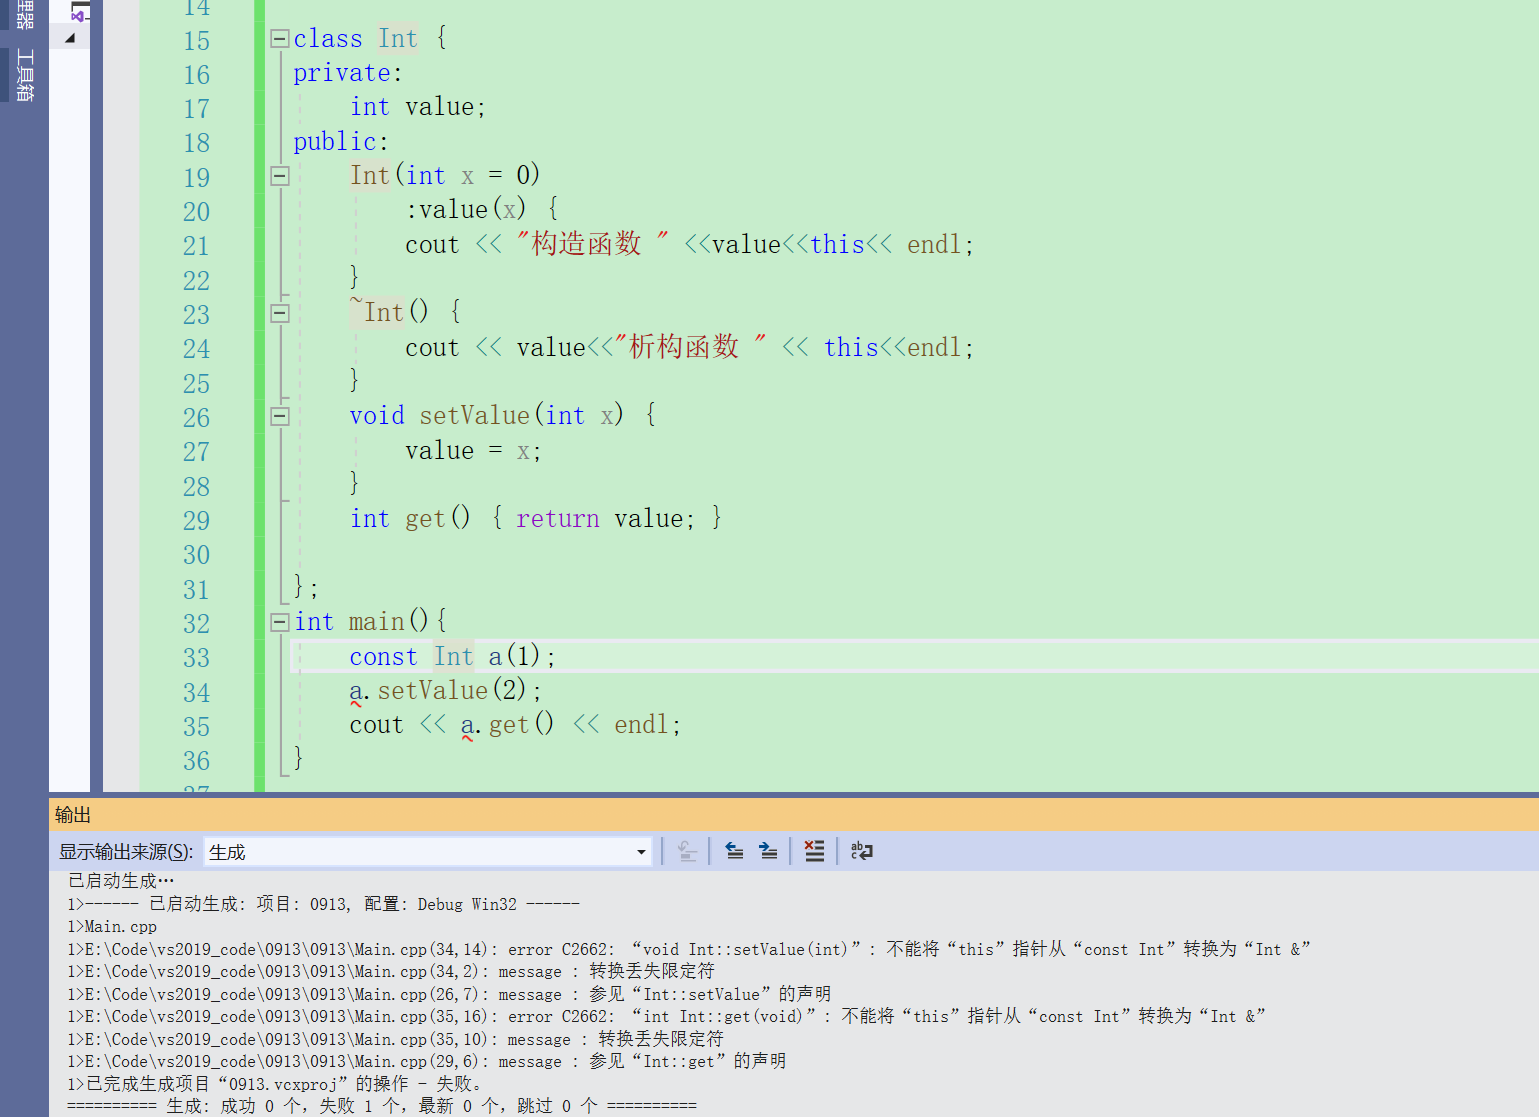 理器
工具箱
14
15 class Int {
16 private:
17 int value;
18 public:
19 Int(int x = 0)
20 :value(x) {
21 cout << "构造函数 " <<value<<this<< endl;
22 }
23 ~Int() {
24 cout << value<<"析构函数 " << this<<endl;
25 }
26 void setValue(int x) {
27 value = x;
28 }
29 int get() { return value; }
30
31 };
32 int main(){
33 const Int a(1);
34 a.setValue(2);
35 cout << a.get() << endl;
36 }
37
输出
显示输出来源(S): 生成
已启动生成…
1>------ 已启动生成: 项目: 0913, 配置: Debug Win32 ------
1>Main.cpp
1>E:\Code\vs2019_code\0913\0913\Main.cpp(34,14): error C2662: “void Int::setValue(int)”: 不能将“this”指针从“const Int”转换为“Int &”
1>E:\Code\vs2019_code\0913\0913\Main.cpp(34,2): message : 转换丢失限定符
1>E:\Code\vs2019_code\0913\0913\Main.cpp(26,7): message : 参见“Int::setValue”的声明
1>E:\Code\vs2019_code\0913\0913\Main.cpp(35,16): error C2662: “int Int::get(void)”: 不能将“this”指针从“const Int”转换为“Int &”
1>E:\Code\vs2019_code\0913\0913\Main.cpp(35,10): message : 转换丢失限定符
1>E:\Code\vs2019_code\0913\0913\Main.cpp(29,6): message : 参见“Int::get”的声明
1>已完成生成项目“0913.vcxproj”的操作 - 失败。
========== 生成: 成功 0 个，失败 1 个，最新 0 个，跳过 0 个 ==========